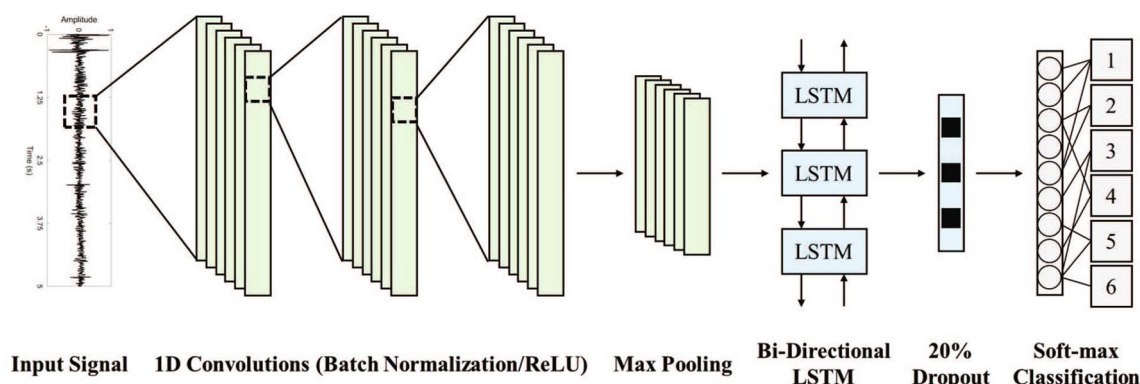 Amplitude
-1 0 1
0
1.25
2.5
3.75
5
Time (s)
LSTM
LSTM
LSTM
1
2
3
4
5
6
Input Signal
1D Convolutions (Batch Normalization/ReLU)
Max Pooling
Bi-Directional
LSTM
20%
Dropout
Soft-max
Classification